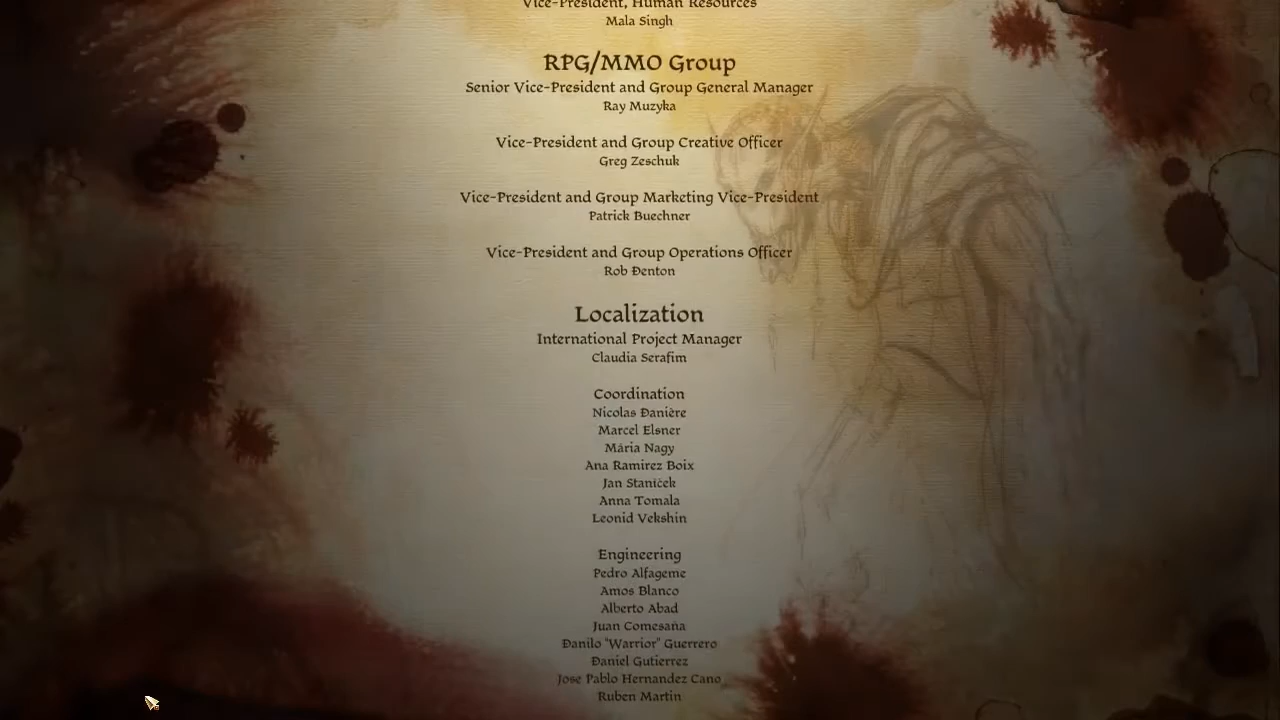 Vice-President, Human Resources
Mala Singh
RPG/MMO Group
Senior Vice-President and Group General Manager
Ray Muzyka
Vice-President and Group Creative Officer
Greg Zeschuk
Vice-President and Group Marketing Vice-President
Patrick Buechner
Vice-President and Group Operations Officer
Rob Denton
Localization
International Project Manager
Claudia Serafim
Coordination
Nicolas Danière
Marcel Elsner
Mária Nagy
Ana Ramirez Boix
Jan Staníček
Anna Tomala
Leonid Vekshin
Engineering
Pedro Alfageme
Amos Blanco
Alberto Abad
Juan Comesaña
Danilo "Warrior" Guerrero
Daniel Gutierrez
Jose Pablo Hernandez Cano
Ruben Martin